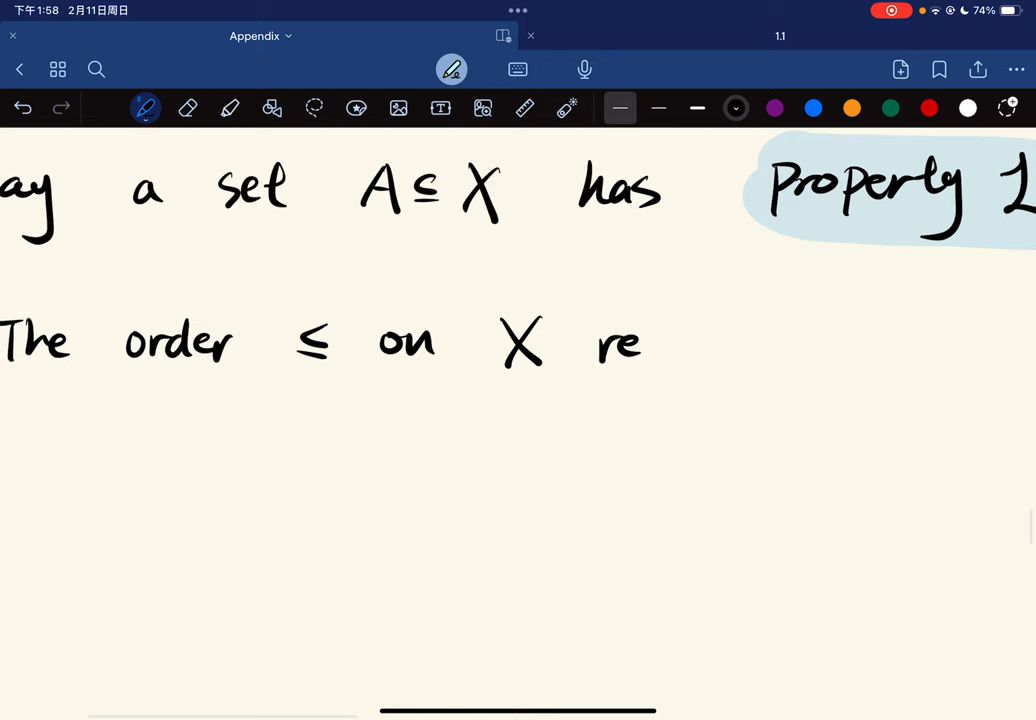 下午1:58 2月11日周日
74%
Appendix
1.1
ay a set A ⊆ X has Property
The order ≤ on X re